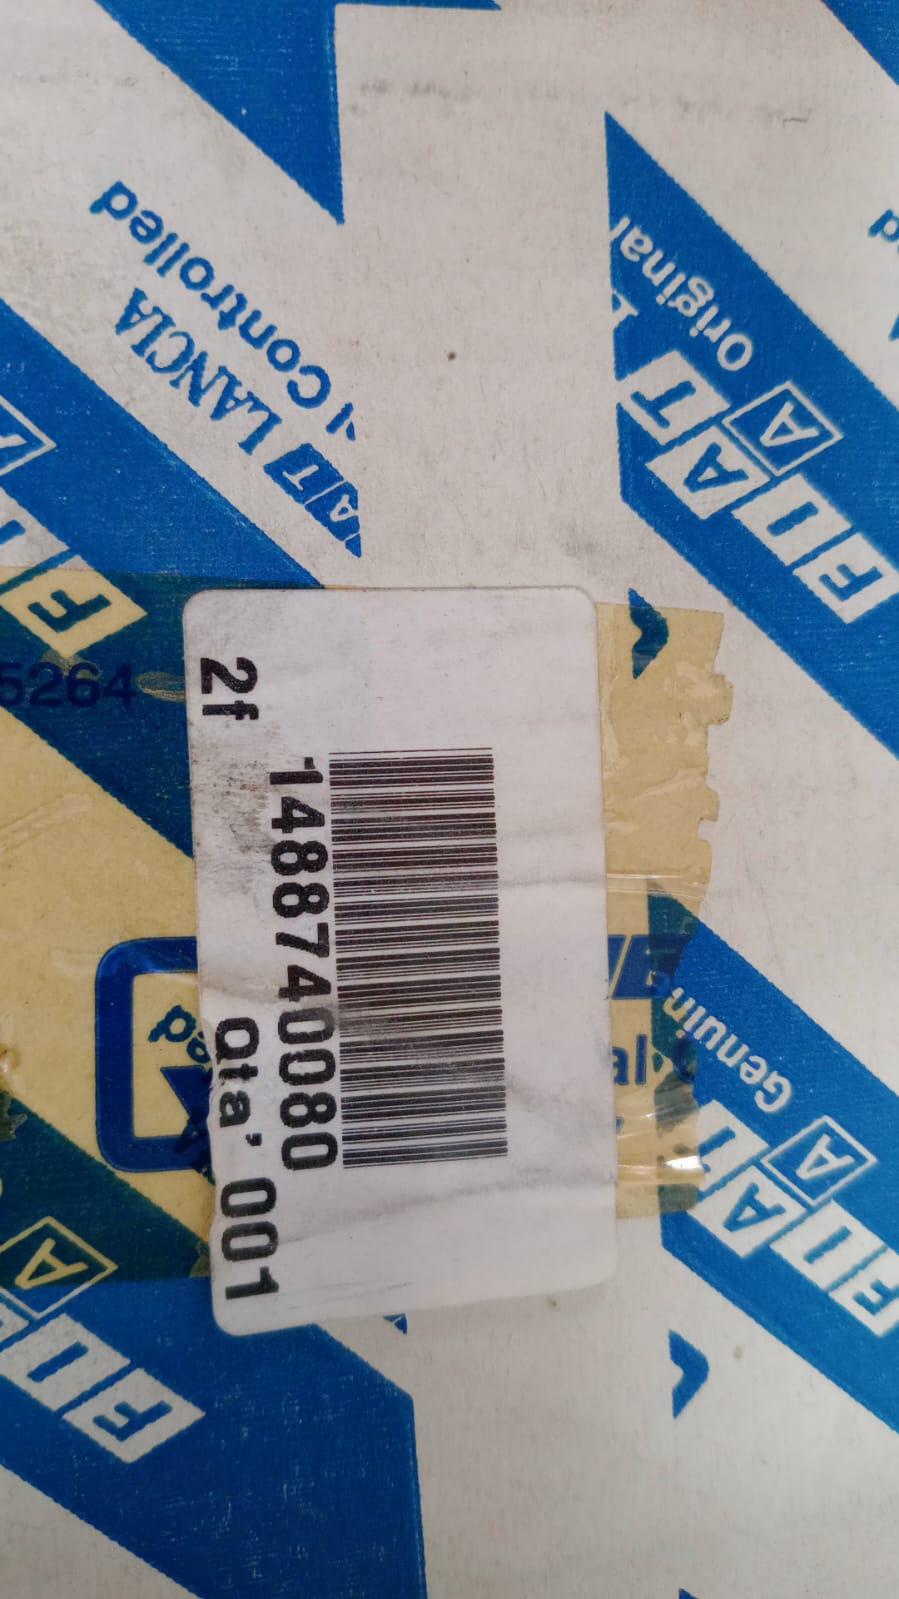 2f
1488740080
Qta' 001
5264
FIAT LANCIA
Controlled
FIAT
Original
FIAT
Genuine
FIAT
A